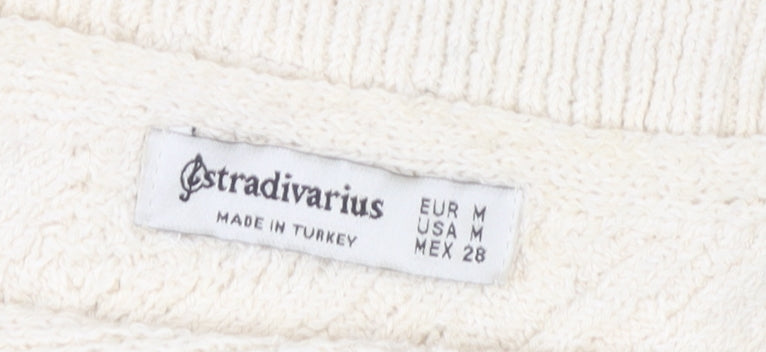 stradivarius
MADE IN TURKEY
EUR M
USA M
MEX 28